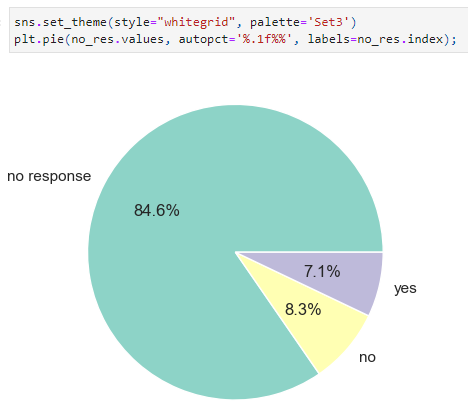 sns.set_theme(style="whitegrid", palette='Set3')
plt.pie(no_res.values, autopct='%.1f%%', labels=no_res.index);
no response
84.6%
7.1%
yes
8.3%
no